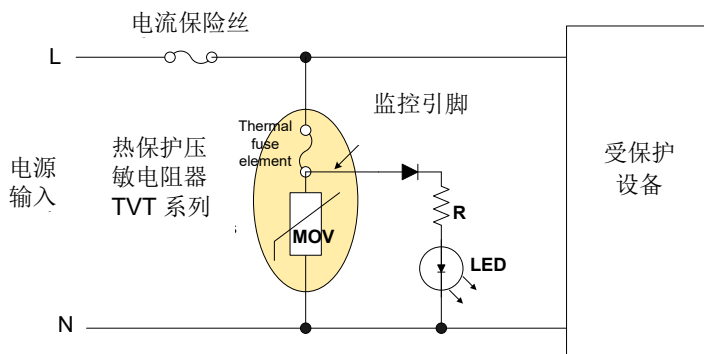 电流保险丝
L
监控引脚
Thermal
fuse
element
热保护压
敏电阻器
TVT 系列
电源
输入
受保护
设备
R
MOV
LED
N